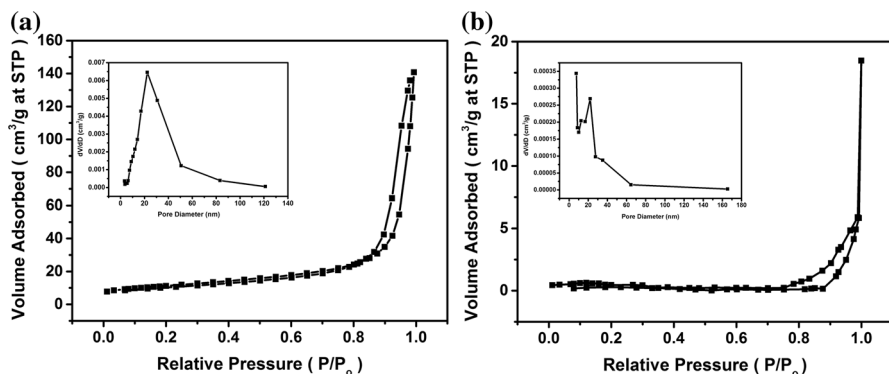 (a)
Volume Adsorbed ( cm³/g at STP )
160
140
120
100
80
60
40
20
0
0.0 0.2 0.4 0.6 0.8 1.0
Relative Pressure ( P/Pₒ )
dV/dD (cm³/g)
0.007
0.006
0.005
0.004
0.003
0.002
0.001
0.000
0 20 40 60 80 100 120 140
Pore Diameter (nm)
(b)
Volume Adsorbed ( cm³/g at STP )
20
15
10
5
0
0.0 0.2 0.4 0.6 0.8 1.0
Relative Pressure ( P/Pₒ )
dV/dD (cm³/g)
0.00035
0.00030
0.00025
0.00020
0.00015
0.00010
0.00005
0.00000
0 20 40 60 80 100 120 140 160 180
Pore Diameter (nm)